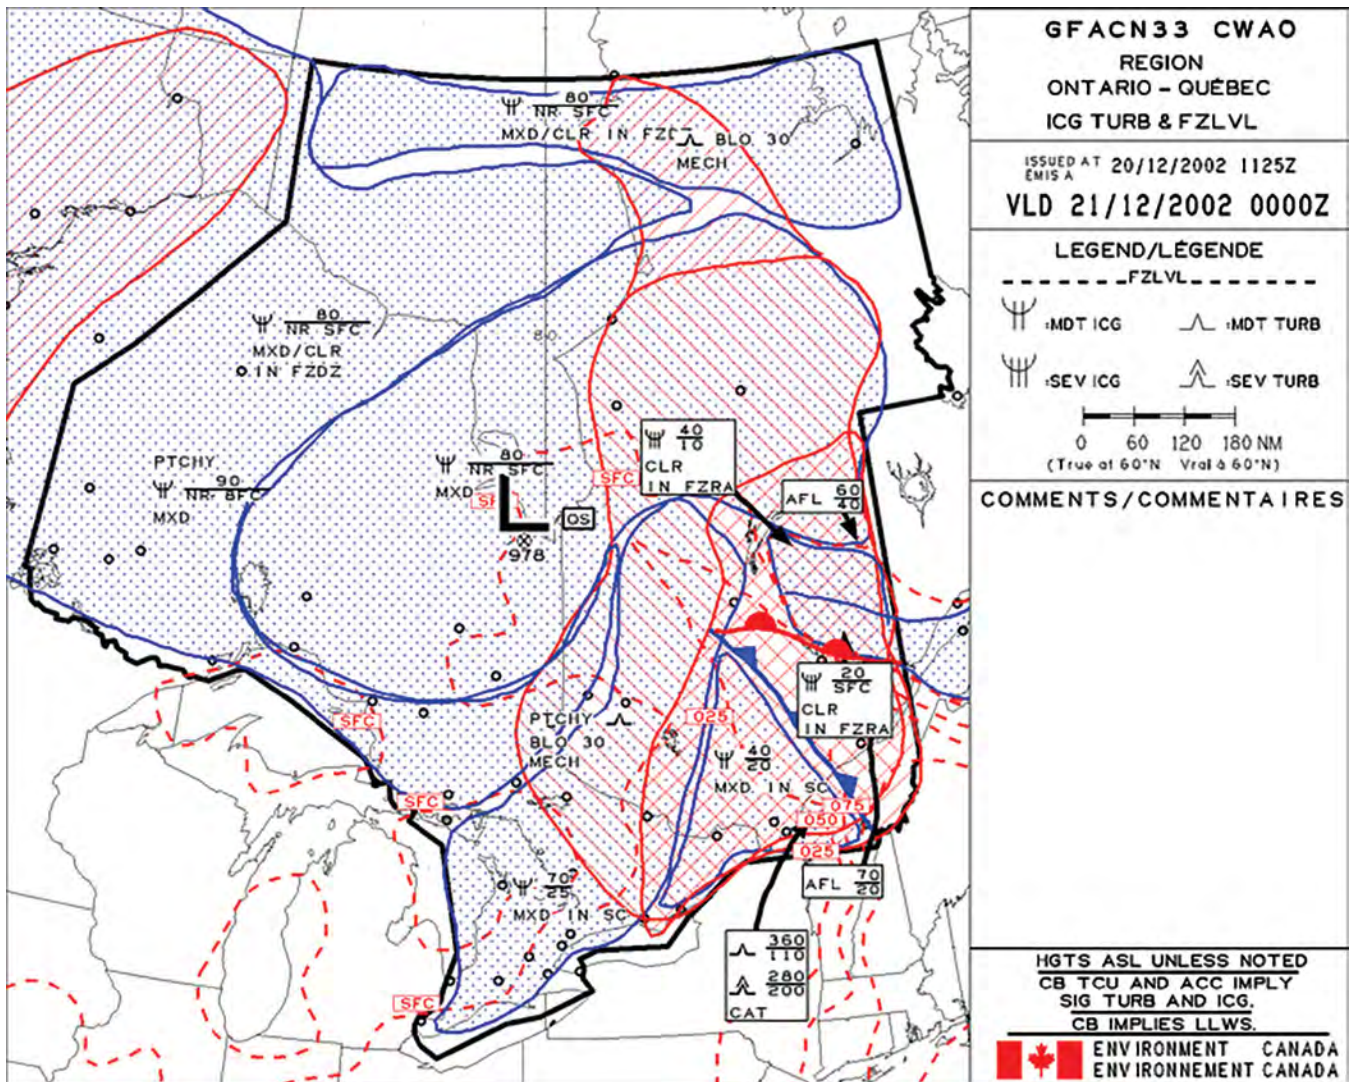 GFACN33 CWAO
REGION
ONTARIO - QUÉBEC
ICG TURB & FZLVL
ISSUED AT 20/12/2002 1125Z
EMIS A
VLD 21/12/2002 0000Z
LEGEND/LÉGENDE
FZLVL
:MDT ICG
:MDT TURB
:SEV ICG
:SEV TURB
0 60 120 180 NM
(True at 60°N Vrai à 60°N)
COMMENTS/COMMENTAIRES
HGTS ASL UNLESS NOTED
CB TCU AND ACC IMPLY
SIG TURB AND ICG.
CB IMPLIES LLWS.
ENVIRONMENT CANADA
ENVIRONNEMENT CANADA
80
NR SFC
MXD/CLR IN
BLO 30
MECH
80
NR SFC
MXD/CLR
IN FZDZ
80
PTCHY
90
NR SFC
MXD
80
NR SFC
MXD
SFC
QS
978
SFC
40
10
CLR
IN FZRA
AFL 60
40
20
SFC
CLR
IN FZRA
PTCHY
BLO 30
MECH
025
40
20
MXD IN SC
075
050
025
SFC
SFC
70
25
MXD IN SC
AFL 70
20
360
110
280
200
CAT
SFC